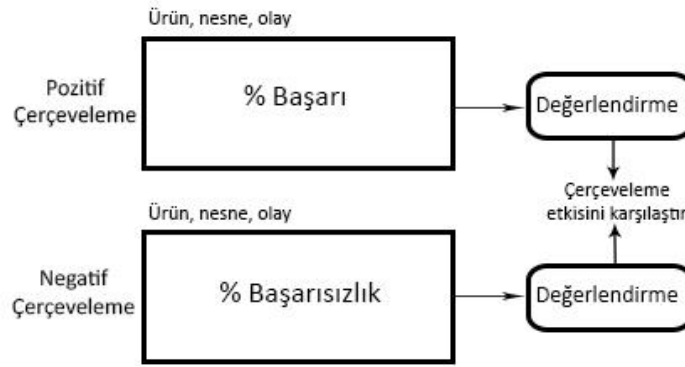 Ürün, nesne, olay
Pozitif
Çerçeveleme
% Başarı
Değerlendirme
Çerçeveleme
etkisini karşılaştır
Ürün, nesne, olay
Negatif
Çerçeveleme
% Başarısızlık
Değerlendirme